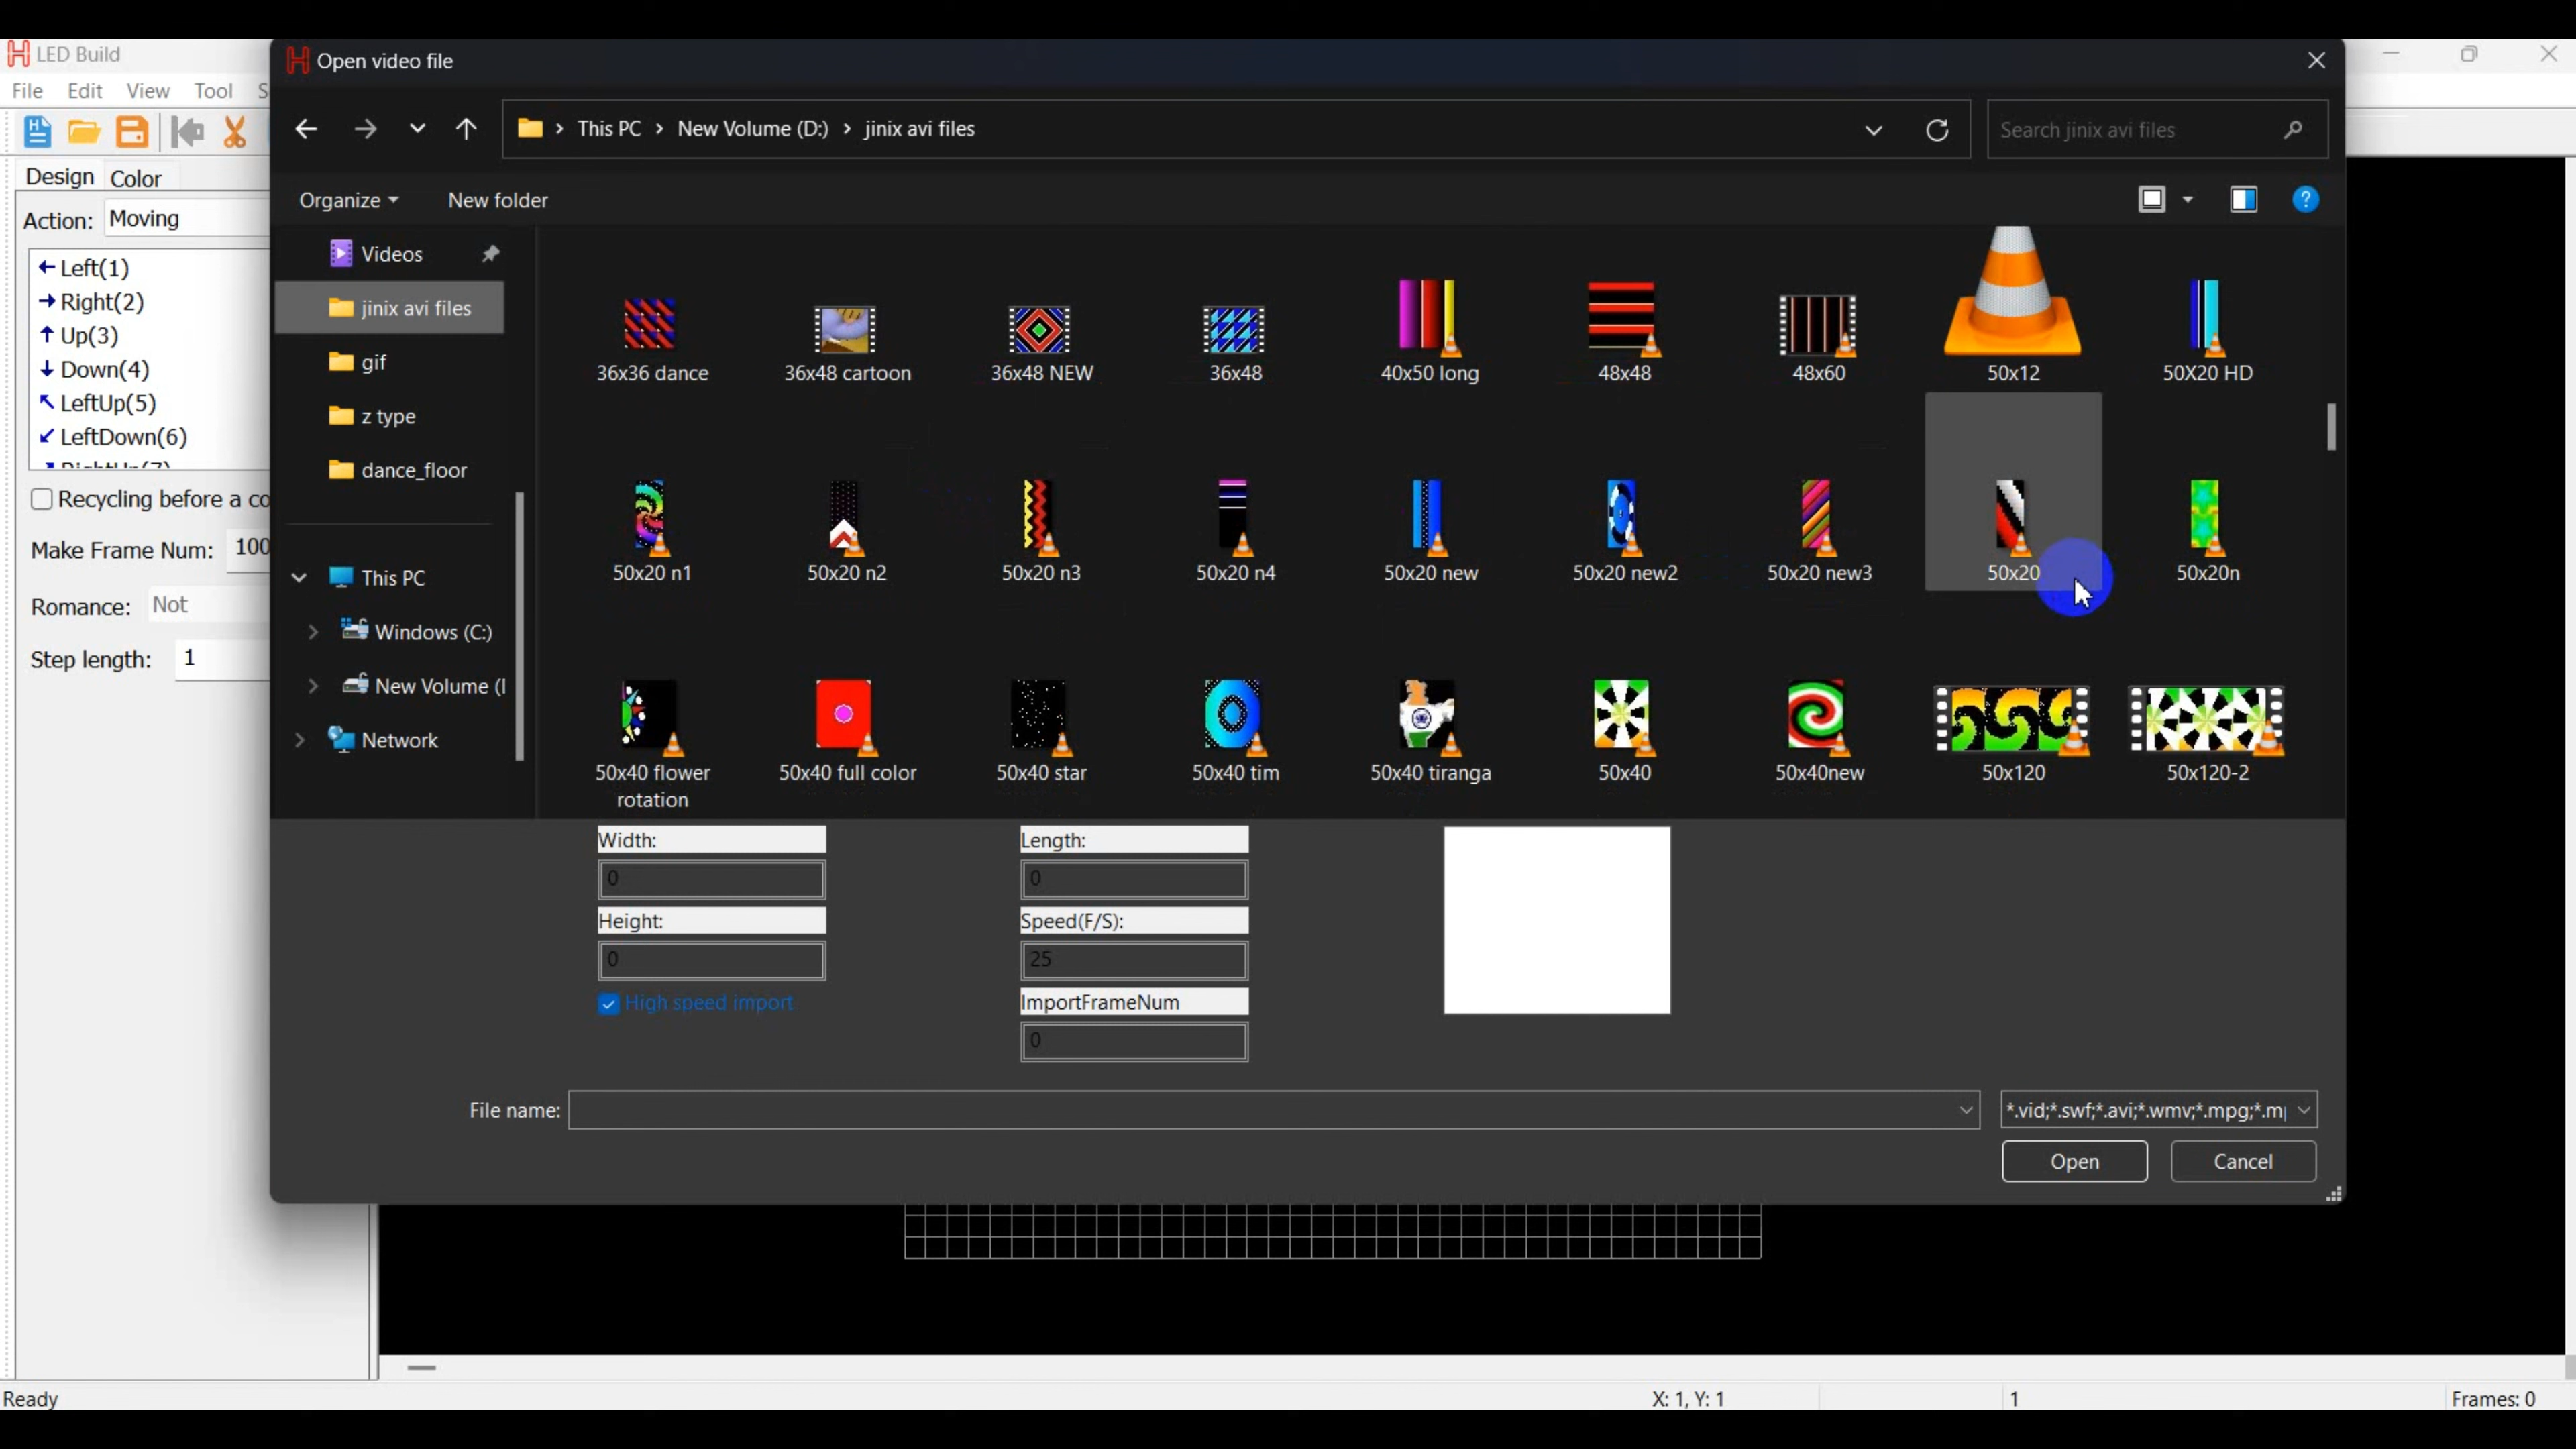 LED Build
Open video file
File Edit View Tool S
This PC > New Volume (D:) > jinix avi files
Search jinix avi files
Design Color
Organize New folder
Action: Moving
Left(1)
Right(2)
Up(3)
Down(4)
LeftUp(5)
LeftDown(6)
Recycling before a co
Make Frame Num: 100
Romance: Not
Step length: 1
Videos
jinix avi files
gif
z type
dance_floor
This PC
Windows (C:)
New Volume (
Network
36x36 dance 36x48 cartoon 36x48 NEW 36x48 40x50 long 48x48 48x60 50x12 50X20 HD
50x20 n1 50x20 n2 50x20 n3 50x20 n4 50x20 new 50x20 new2 50x20 new3 50x20 50x20n
50x40 flower rotation 50x40 full color 50x40 star 50x40 tim 50x40 tiranga 50x40 50x40new 50x120 50x120-2
Width: Length:
0 0
Height: Speed(F/S):
0 25
High speed import ImportFrameNum
0
File name: *.vid;*.swf;*.avi;*.wmv;*.mpg;*.m
Open Cancel
Ready X: 1, Y: 1 1 Frames: 0